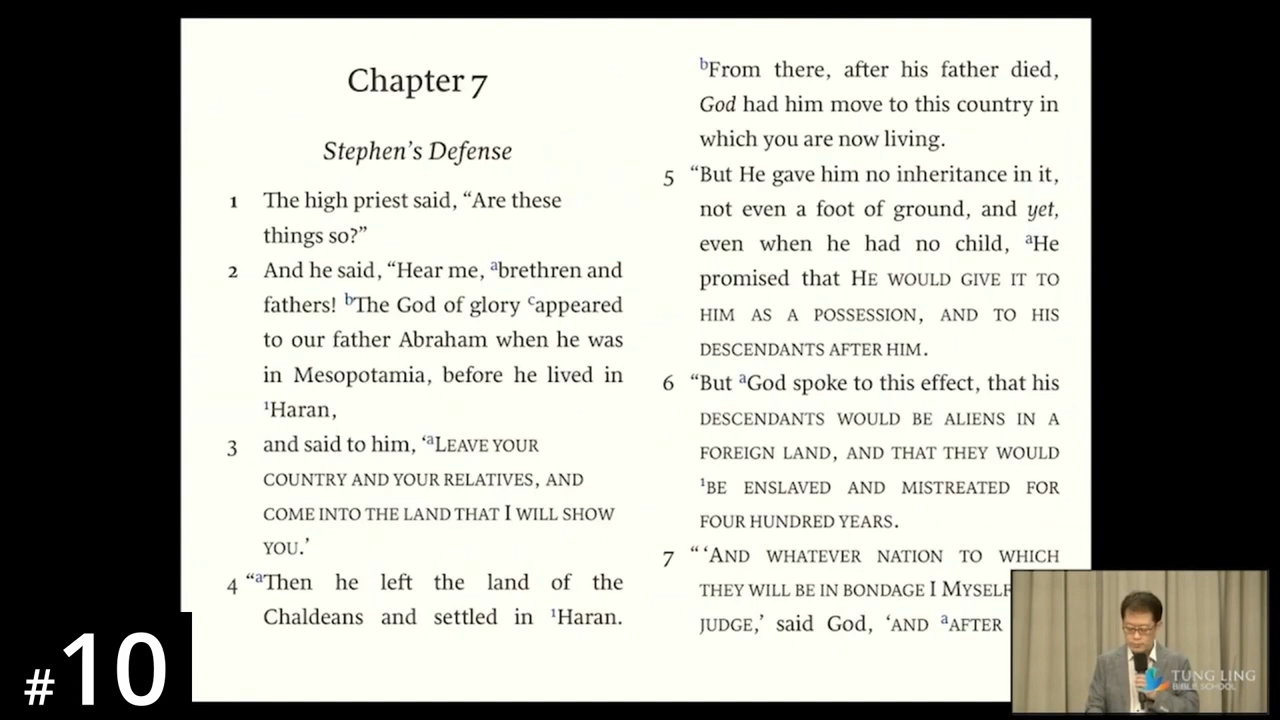 Chapter 7
Stephen’s Defense
1 The high priest said, “Are these
things so?”
2 And he said, “Hear me, ᵃbrethren and
fathers! ᵇThe God of glory ᶜappeared
to our father Abraham when he was
in Mesopotamia, before he lived in
¹Haran,
3 and said to him, ‘ᵃLEAVE YOUR
COUNTRY AND YOUR RELATIVES, AND
COME INTO THE LAND THAT I WILL SHOW
YOU.’
4 “ᵃThen he left the land of the
Chaldeans and settled in ¹Haran.
ᵇFrom there, after his father died,
God had him move to this country in
which you are now living.
5 “But He gave him no inheritance in it,
not even a foot of ground, and yet,
even when he had no child, ᵃHe
promised that HE WOULD GIVE IT TO
HIM AS A POSSESSION, AND TO HIS
DESCENDANTS AFTER HIM.
6 “But ᵃGod spoke to this effect, that his
DESCENDANTS WOULD BE ALIENS IN A
FOREIGN LAND, AND THAT THEY WOULD
¹BE ENSLAVED AND MISTREATED FOR
FOUR HUNDRED YEARS.
7 “ ‘AND WHATEVER NATION TO WHICH
THEY WILL BE IN BONDAGE I MYSELF
JUDGE,’ said God, ‘AND ᵃAFTER
#10
TUNG LING
BIBLE SCHOOL